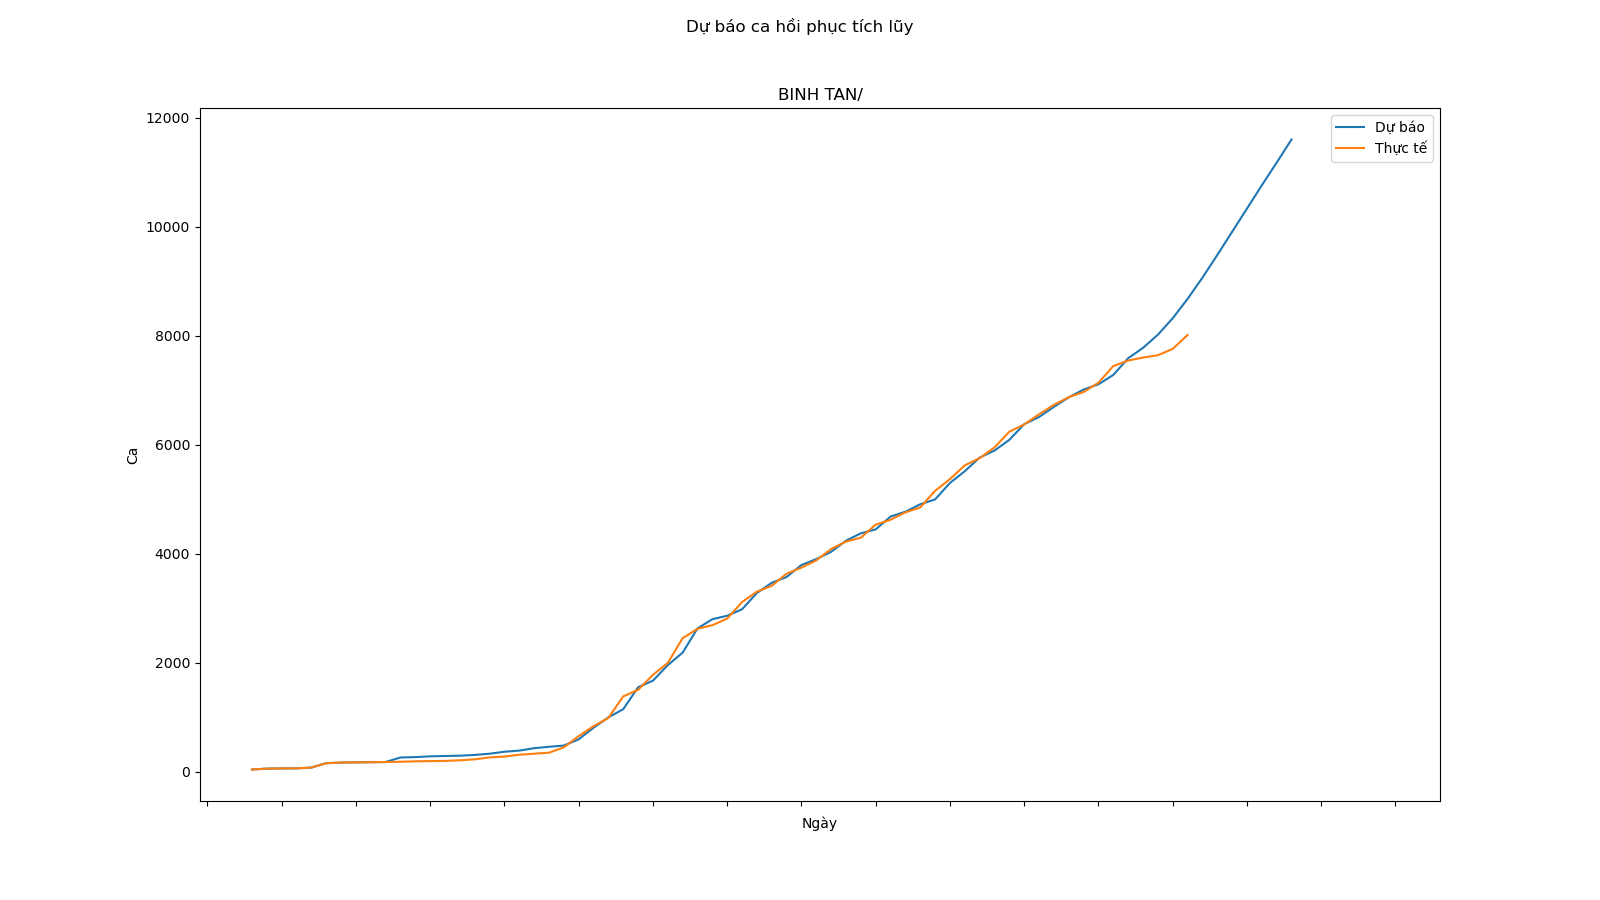 Dự báo ca hồi phục tích lũy
BINH TAN/
Dự báo
Thực tế
12000
10000
8000
6000
4000
2000
0
Ca
Ngày